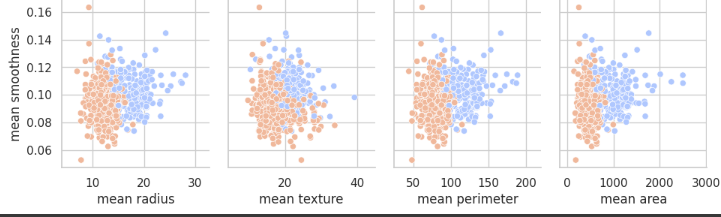 0.16
0.14
0.12
0.10
0.08
0.06
mean smoothness
10 20 30
20 40
50 100 150 200
0 1000 2000 3000
mean radius
mean texture
mean perimeter
mean area